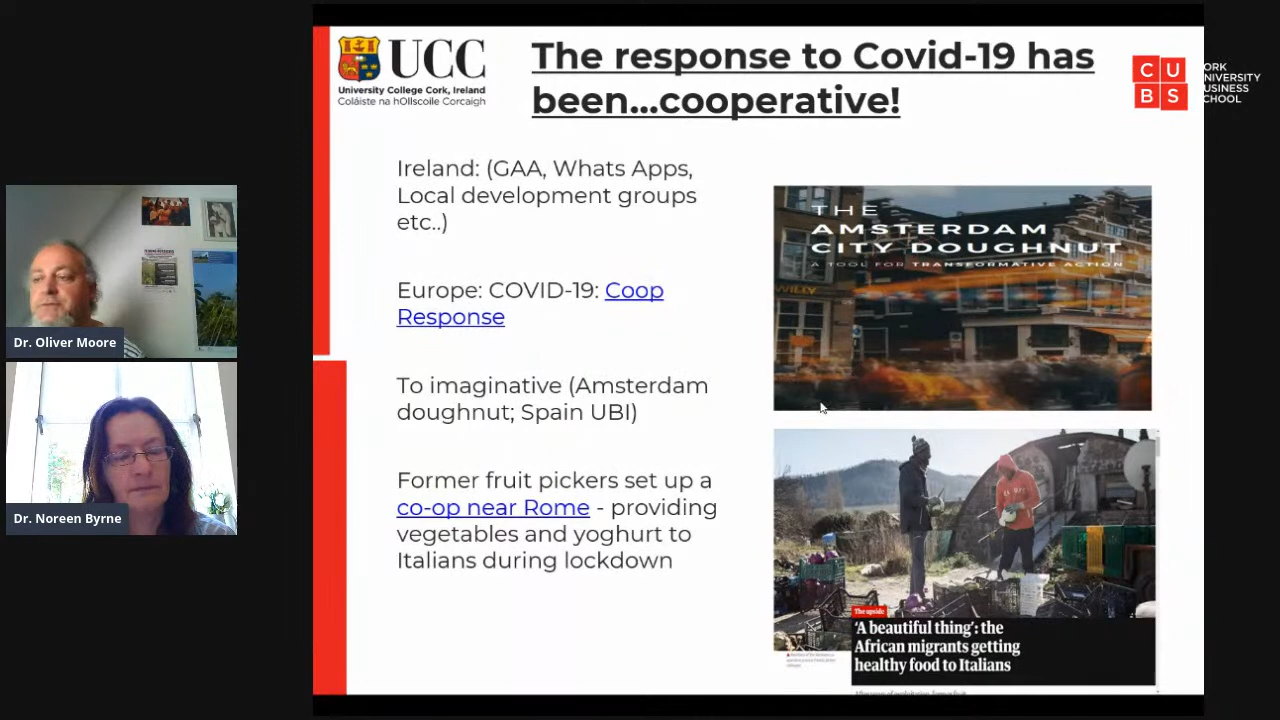 UCC
University College Cork, Ireland
Coláiste na hOllscoile Corcaigh
The response to Covid-19 has
been...cooperative!
CU
BS
ORK
NIVERSITY
USINESS
CHOOL
Ireland: (GAA, Whats Apps,
Local development groups
etc..)
Europe: COVID-19: Coop
Response
To imaginative (Amsterdam
doughnut; Spain UBI)
Former fruit pickers set up a
co-op near Rome - providing
vegetables and yoghurt to
Italians during lockdown
THE
AMSTERDAM
CITY DOUGHNUT
A TOOL FOR TRANSFORMATIVE ACTION
The upside
'A beautiful thing': the
African migrants getting
healthy food to Italians
Dr. Oliver Moore
Dr. Noreen Byrne